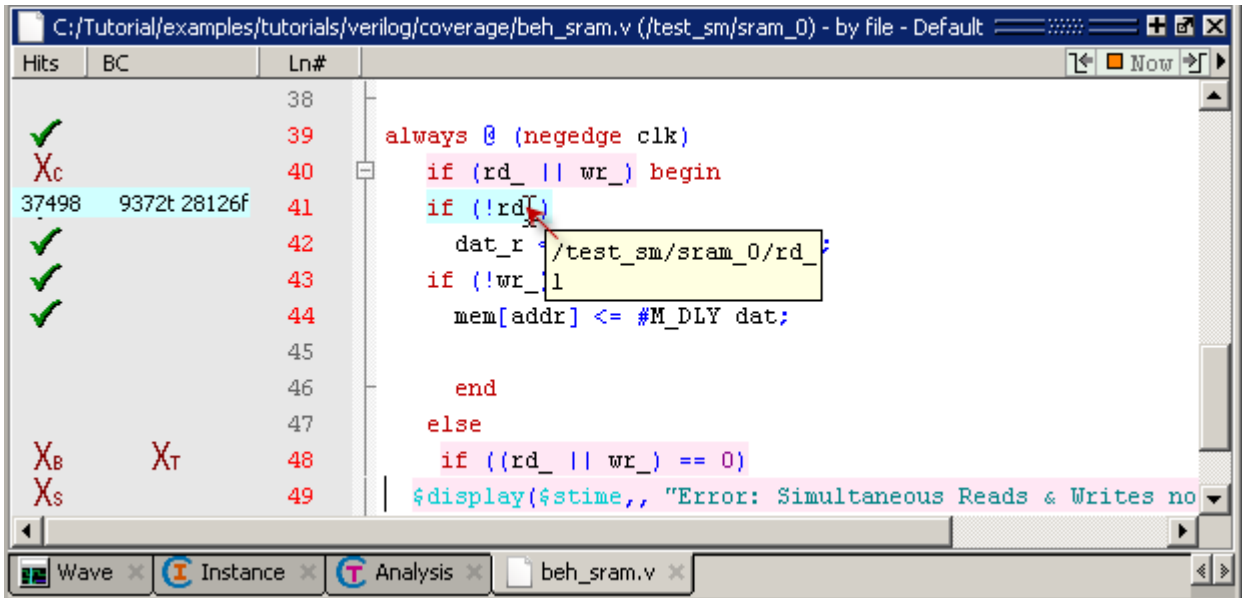 C:/Tutorial/examples/tutorials/verilog/coverage/beh_sram.v (/test_sm/sram_0) - by file - Default
Hits BC Ln# Now
38
39 always @ (negedge clk)
XC 40 if (rd_ || wr_) begin
37498 9372t 28126f 41 if (!rd_)
42 dat_r <
/test_sm/sram_0/rd_ ;
43 if (!wr_)
1
44 mem[addr] <= #M_DLY dat;
45
46 end
47 else
XB XT 48 if ((rd_ || wr_) == 0)
XS 49 $display($stime,, "Error: Simultaneous Reads & Writes no
Wave Instance Analysis beh_sram.v